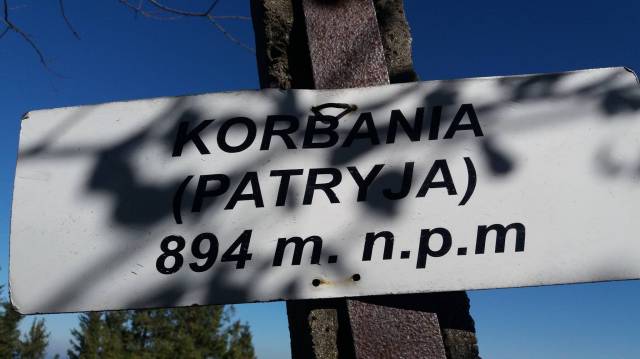 KORBANIA
(PATRYJA)
894 m. n.p.m